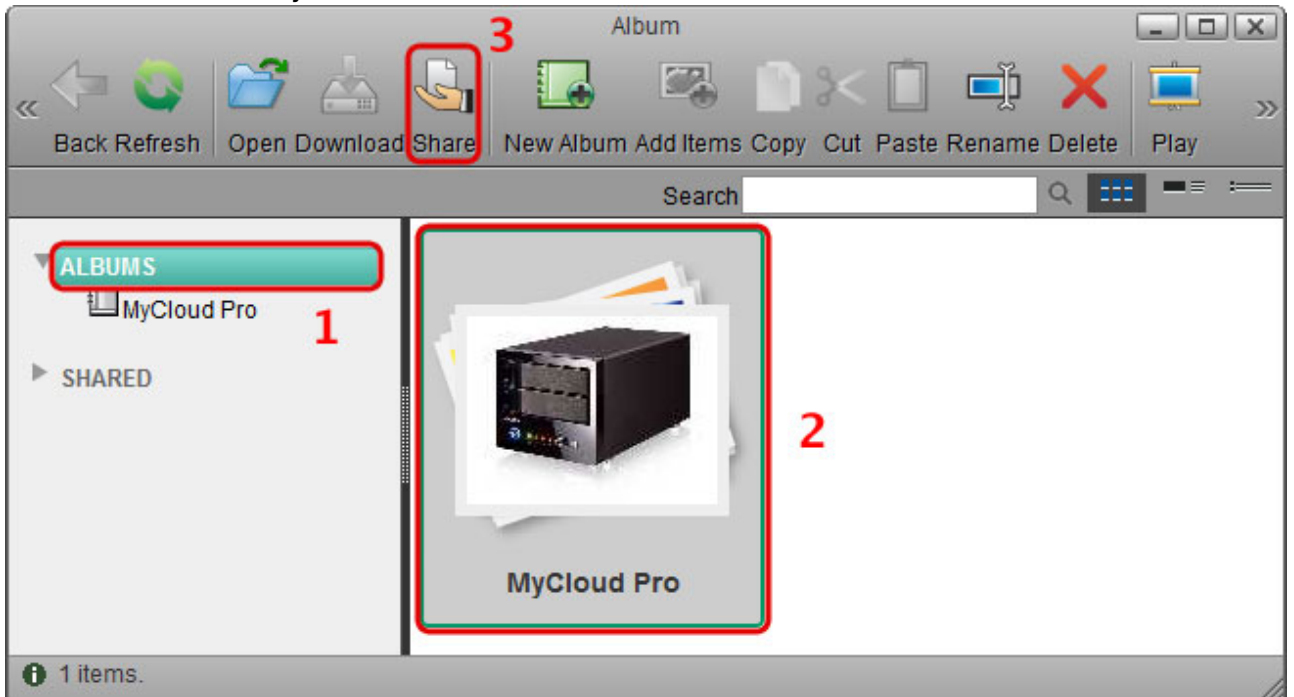 Album
3
Back Refresh Open Download Share New Album Add Items Copy Cut Paste Rename Delete Play
Search
ALBUMS
MyCloud Pro
1
SHARED
2
MyCloud Pro
1 items.